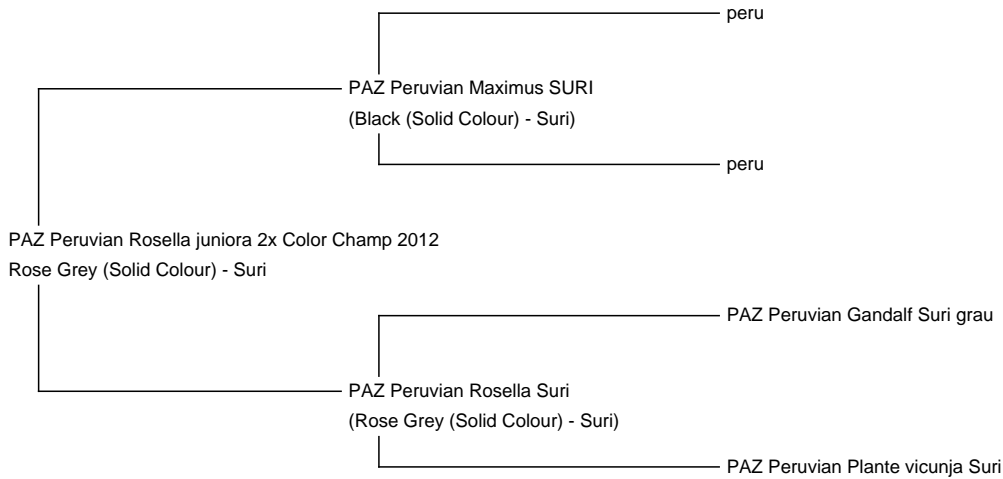 peru
PAZ Peruvian Maximus SURI
(Black (Solid Colour) - Suri)
peru
PAZ Peruvian Rosella juniora 2x Color Champ 2012
Rose Grey (Solid Colour) - Suri
PAZ Peruvian Gandalf Suri grau
PAZ Peruvian Rosella Suri
(Rose Grey (Solid Colour) - Suri)
PAZ Peruvian Plante vicunja Suri